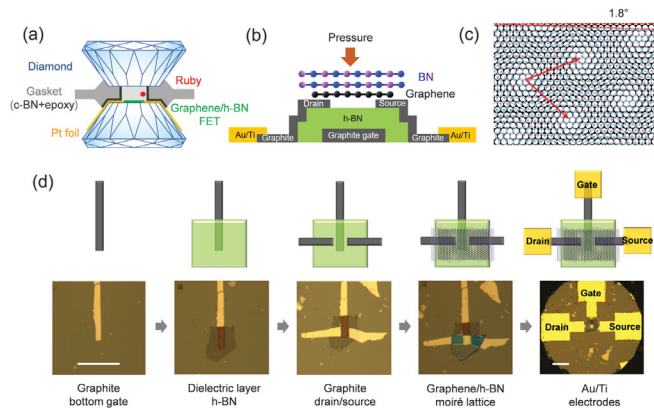 (a)
Diamond
Ruby
Gasket
(c-BN+epoxy)
Graphene/h-BN
FET
Pt foil
(b)
Pressure
BN
Graphene
Drain
Source
h-BN
Au/Ti
Graphite
Graphite gate
Graphite
Au/Ti
(c)
1.8°
(d)
Gate
Drain
Source
Gate
Drain
Source
Graphite
bottom gate
Dielectric layer
h-BN
Graphite
drain/source
Graphene/h-BN
moiré lattice
Au/Ti
electrodes